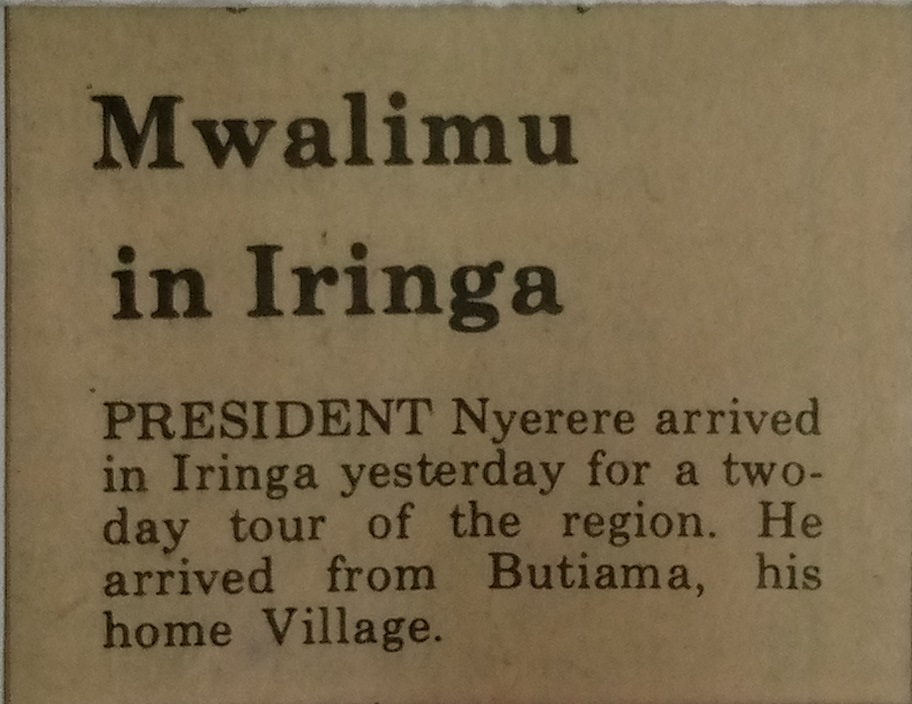 Mwalimu
in Iringa
PRESIDENT Nyerere arrived
in Iringa yesterday for a two-
day tour of the region. He
arrived from Butiama, his
home Village.